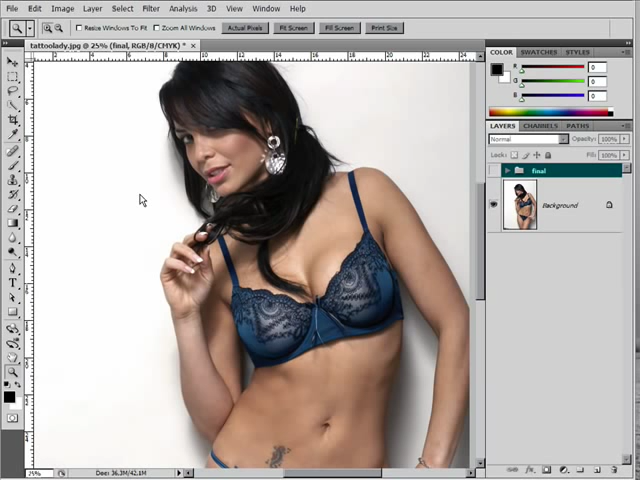 File Edit Image Layer Select Filter Analysis 3D View Window Help
Resize Windows To Fit Zoom All Windows Actual Pixels Fit Screen Fill Screen Print Size
tattoolady.jpg @ 25% (final, RGB/8/CMYK) * ×
COLOR SWATCHES STYLES
R 0
G 0
B 0
LAYERS CHANNELS PATHS
Normal Opacity: 100%
Lock: Fill: 100%
final
Background
25% Doc: 36,3M/42,1M